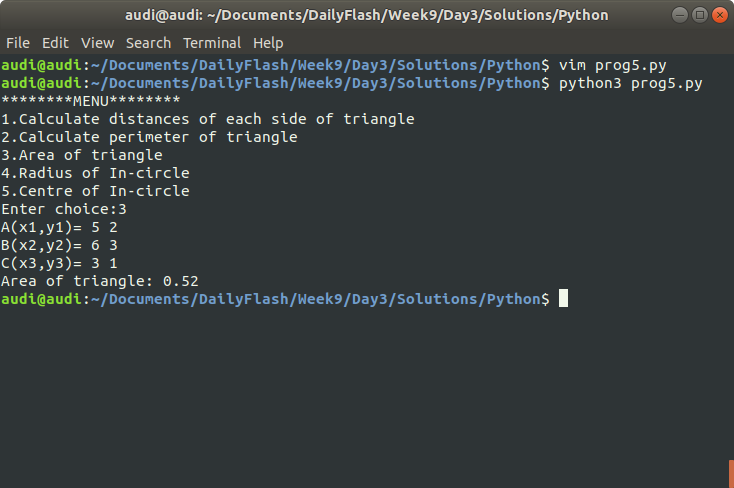 audi@audi: ~/Documents/DailyFlash/Week9/Day3/Solutions/Python
File Edit View Search Terminal Help
audi@audi:~/Documents/DailyFlash/Week9/Day3/Solutions/Python$ vim prog5.py
audi@audi:~/Documents/DailyFlash/Week9/Day3/Solutions/Python$ python3 prog5.py
********MENU********
1.Calculate distances of each side of triangle
2.Calculate perimeter of triangle
3.Area of triangle
4.Radius of In-circle
5.Centre of In-circle
Enter choice:3
A(x1,y1)= 5 2
B(x2,y2)= 6 3
C(x3,y3)= 3 1
Area of triangle: 0.52
audi@audi:~/Documents/DailyFlash/Week9/Day3/Solutions/Python$